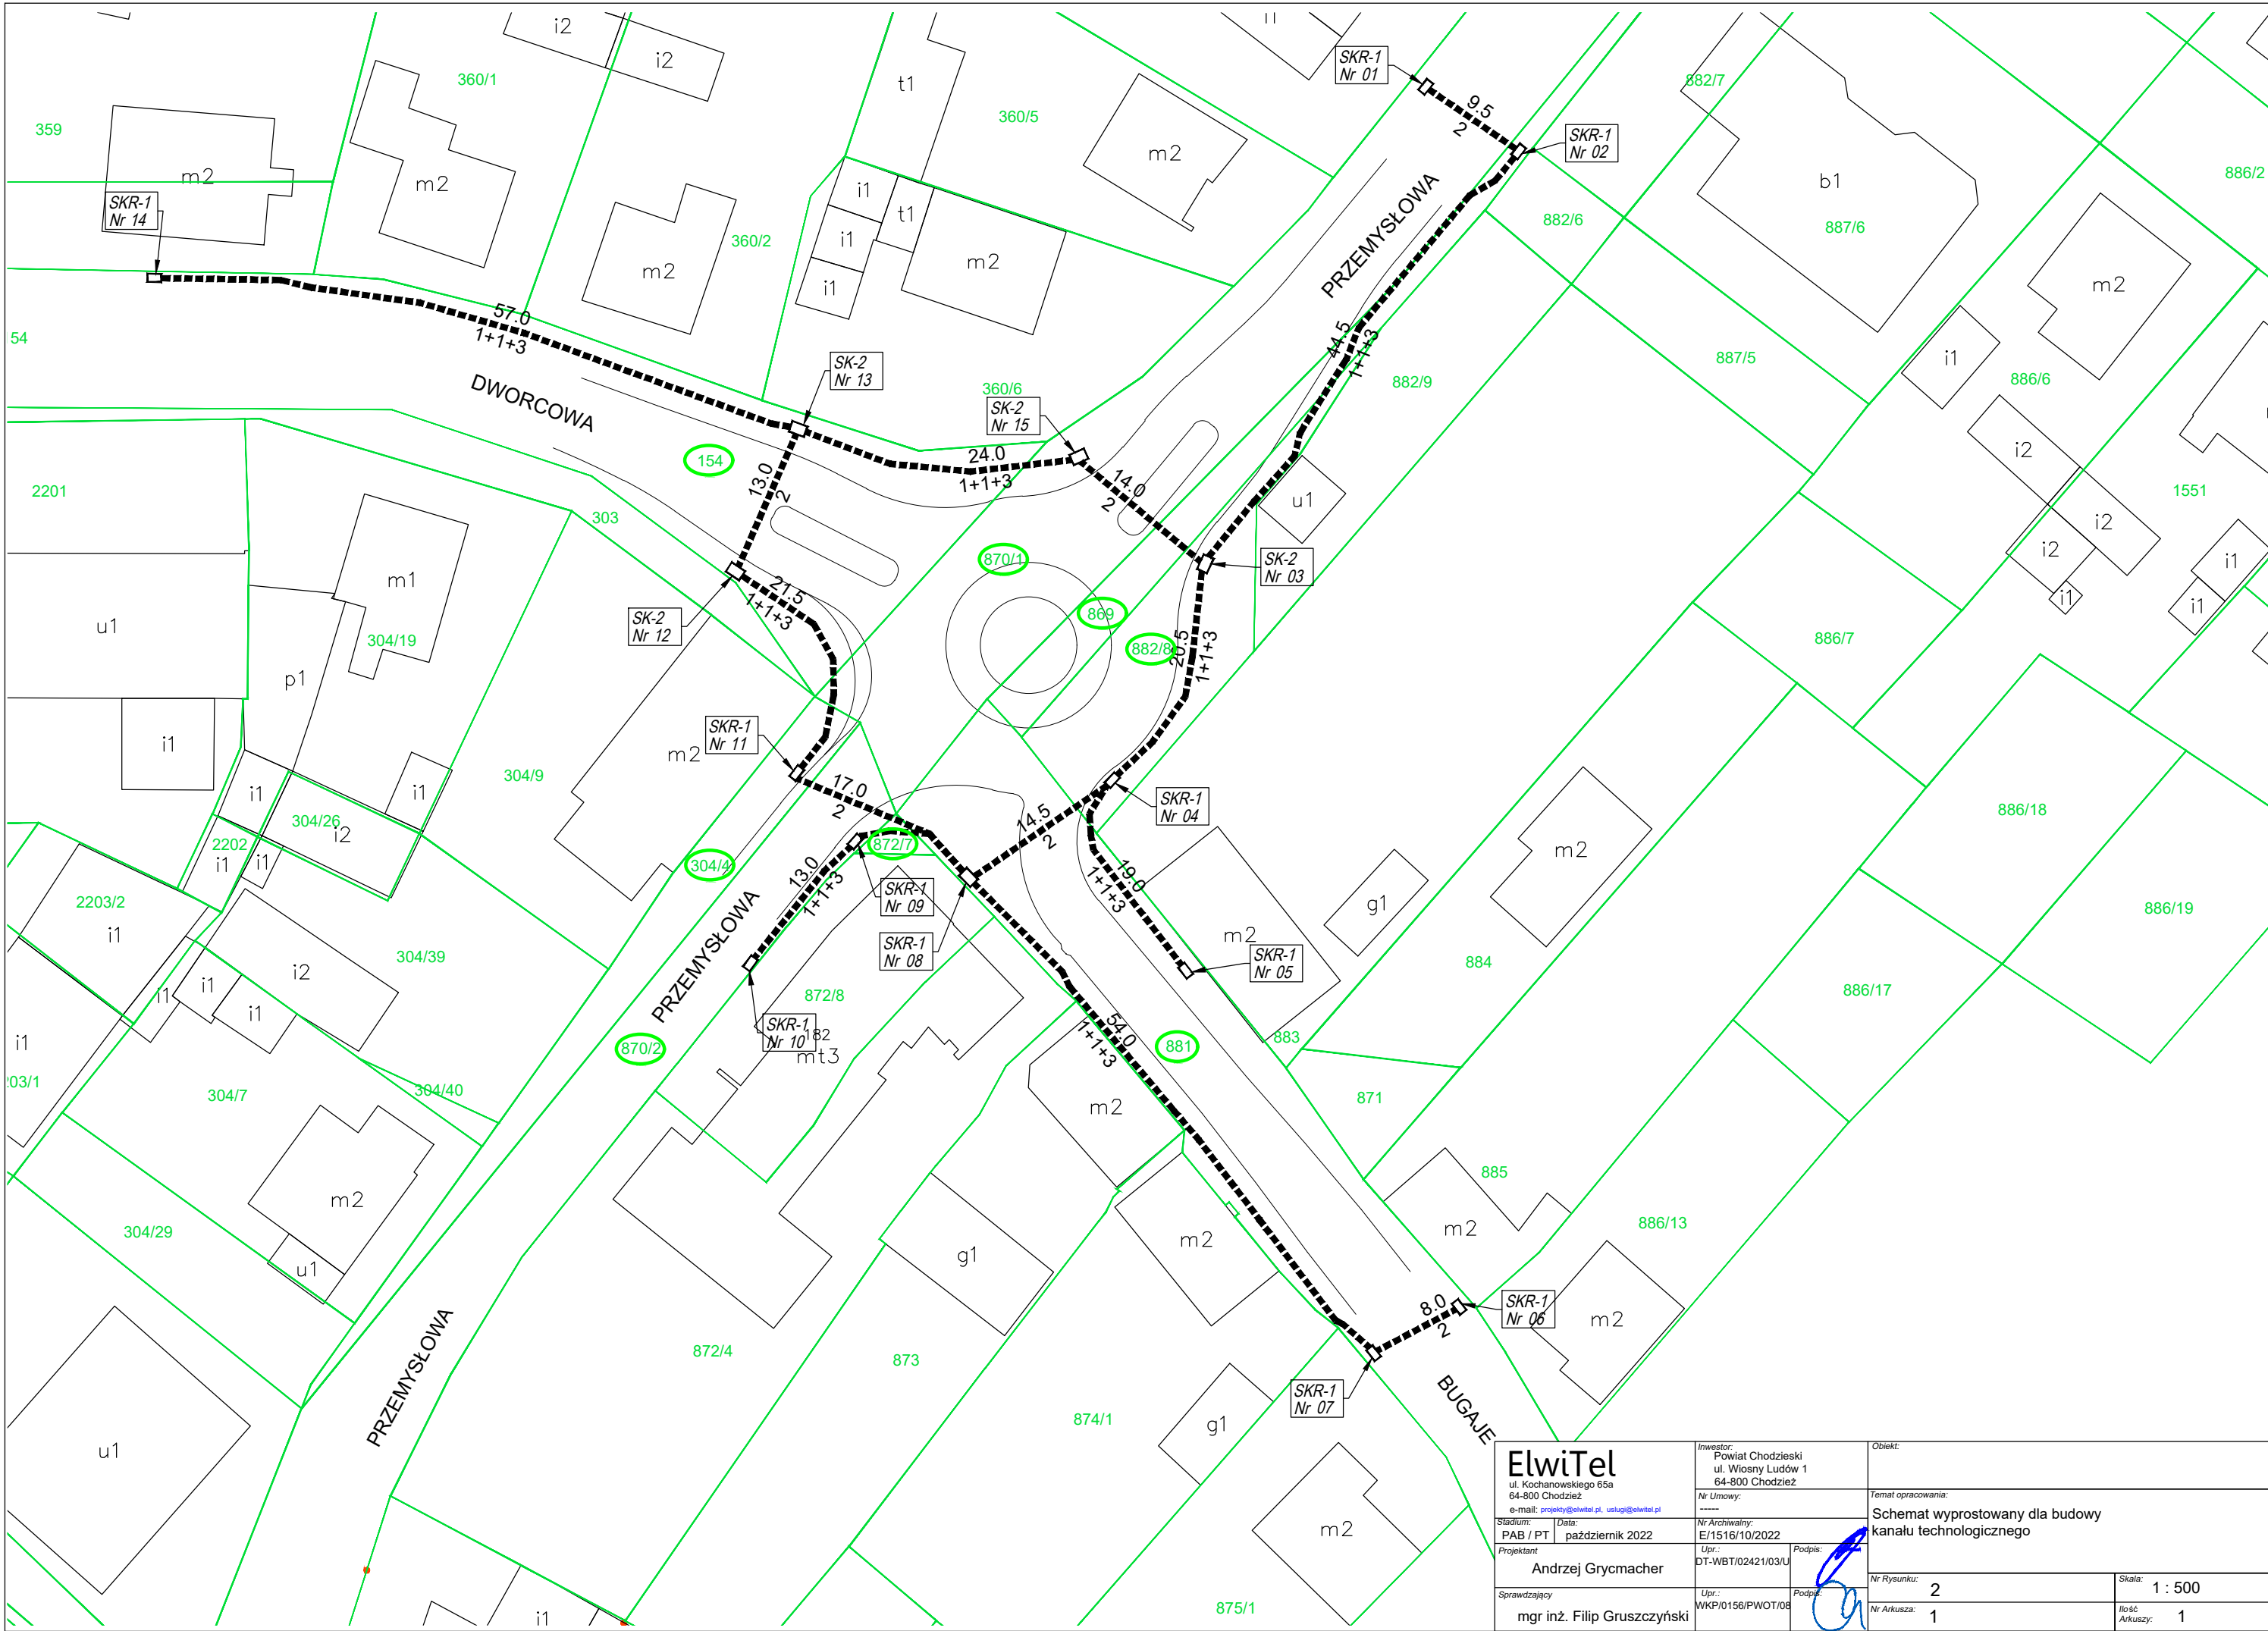 i2
i2
i1
360/1
t1
SKR-1
Nr 01
882/7
359
360/5
9.5
2
SKR-1
Nr 02
m2
m2
m2
b1
886/2
SKR-1
Nr 14
i1
t1
PRZEMYSŁOWA
882/6
887/6
360/2
i1
m2
m2
i1
m2
57.0
1+1+3
54
44.5
1+1+3
887/5
i1
SK-2
Nr 13
DWORCOWA
360/6
882/9
886/6
SK-2
Nr 15
154
24.0
1+1+3
i2
13.0
2
14.0
2
2201
303
u1
1551
i2
870/1
i2
i1
SK-2
Nr 03
m1
21.5
1+1+3
i1
i1
869
u1
SK-2
Nr 12
304/19
882/8
20.5
1+1+3
886/7
p1
SKR-1
Nr 11
i1
m2
304/9
17.0
2
SKR-1
Nr 04
886/18
i1
i1
304/26
i2
14.5
2
2202
872/7
m2
i1
i1
304/4
13.0
1+1+3
19.0
1+1+3
SKR-1
Nr 09
2203/2
g1
886/19
i1
PRZEMYSŁOWA
m2
304/39
SKR-1
Nr 08
SKR-1
Nr 05
884
i2
i1
i1
i1
872/8
886/17
SKR-1
Nr 10
182
mt3
54.0
1+1+3
i1
870/2
881
883
03/1
304/7
304/40
871
m2
885
m2
304/29
m2
886/13
m2
g1
u1
8.0
2
SKR-1
Nr 06
m2
PRZEMYSŁOWA
872/4
873
SKR-1
Nr 07
BUGAJE
874/1
g1
u1
m2
875/1
i1
ElwiTel
ul. Kochanowskiego 65a
64-800 Chodzież
e-mail: projekty@elwitel.pl, uslugi@elwitel.pl
Inwestor:
Powiat Chodzieski
ul. Wiosny Ludów 1
64-800 Chodzież
Obiekt:
Nr Umowy:
-----
Temat opracowania:
Schemat wyprostowany dla budowy
kanału technologicznego
Stadium:
PAB / PT
Data:
październik 2022
Nr Archiwalny:
E/1516/10/2022
Projektant
Andrzej Grycmacher
Upr.:
DT-WBT/02421/03/U
Podpis:
Sprawdzający
mgr inż. Filip Gruszczyński
Upr.:
WKP/0156/PWOT/08
Podpis:
Nr Rysunku: 2
Skala: 1 : 500
Nr Arkusza: 1
Ilość
Arkuszy: 1